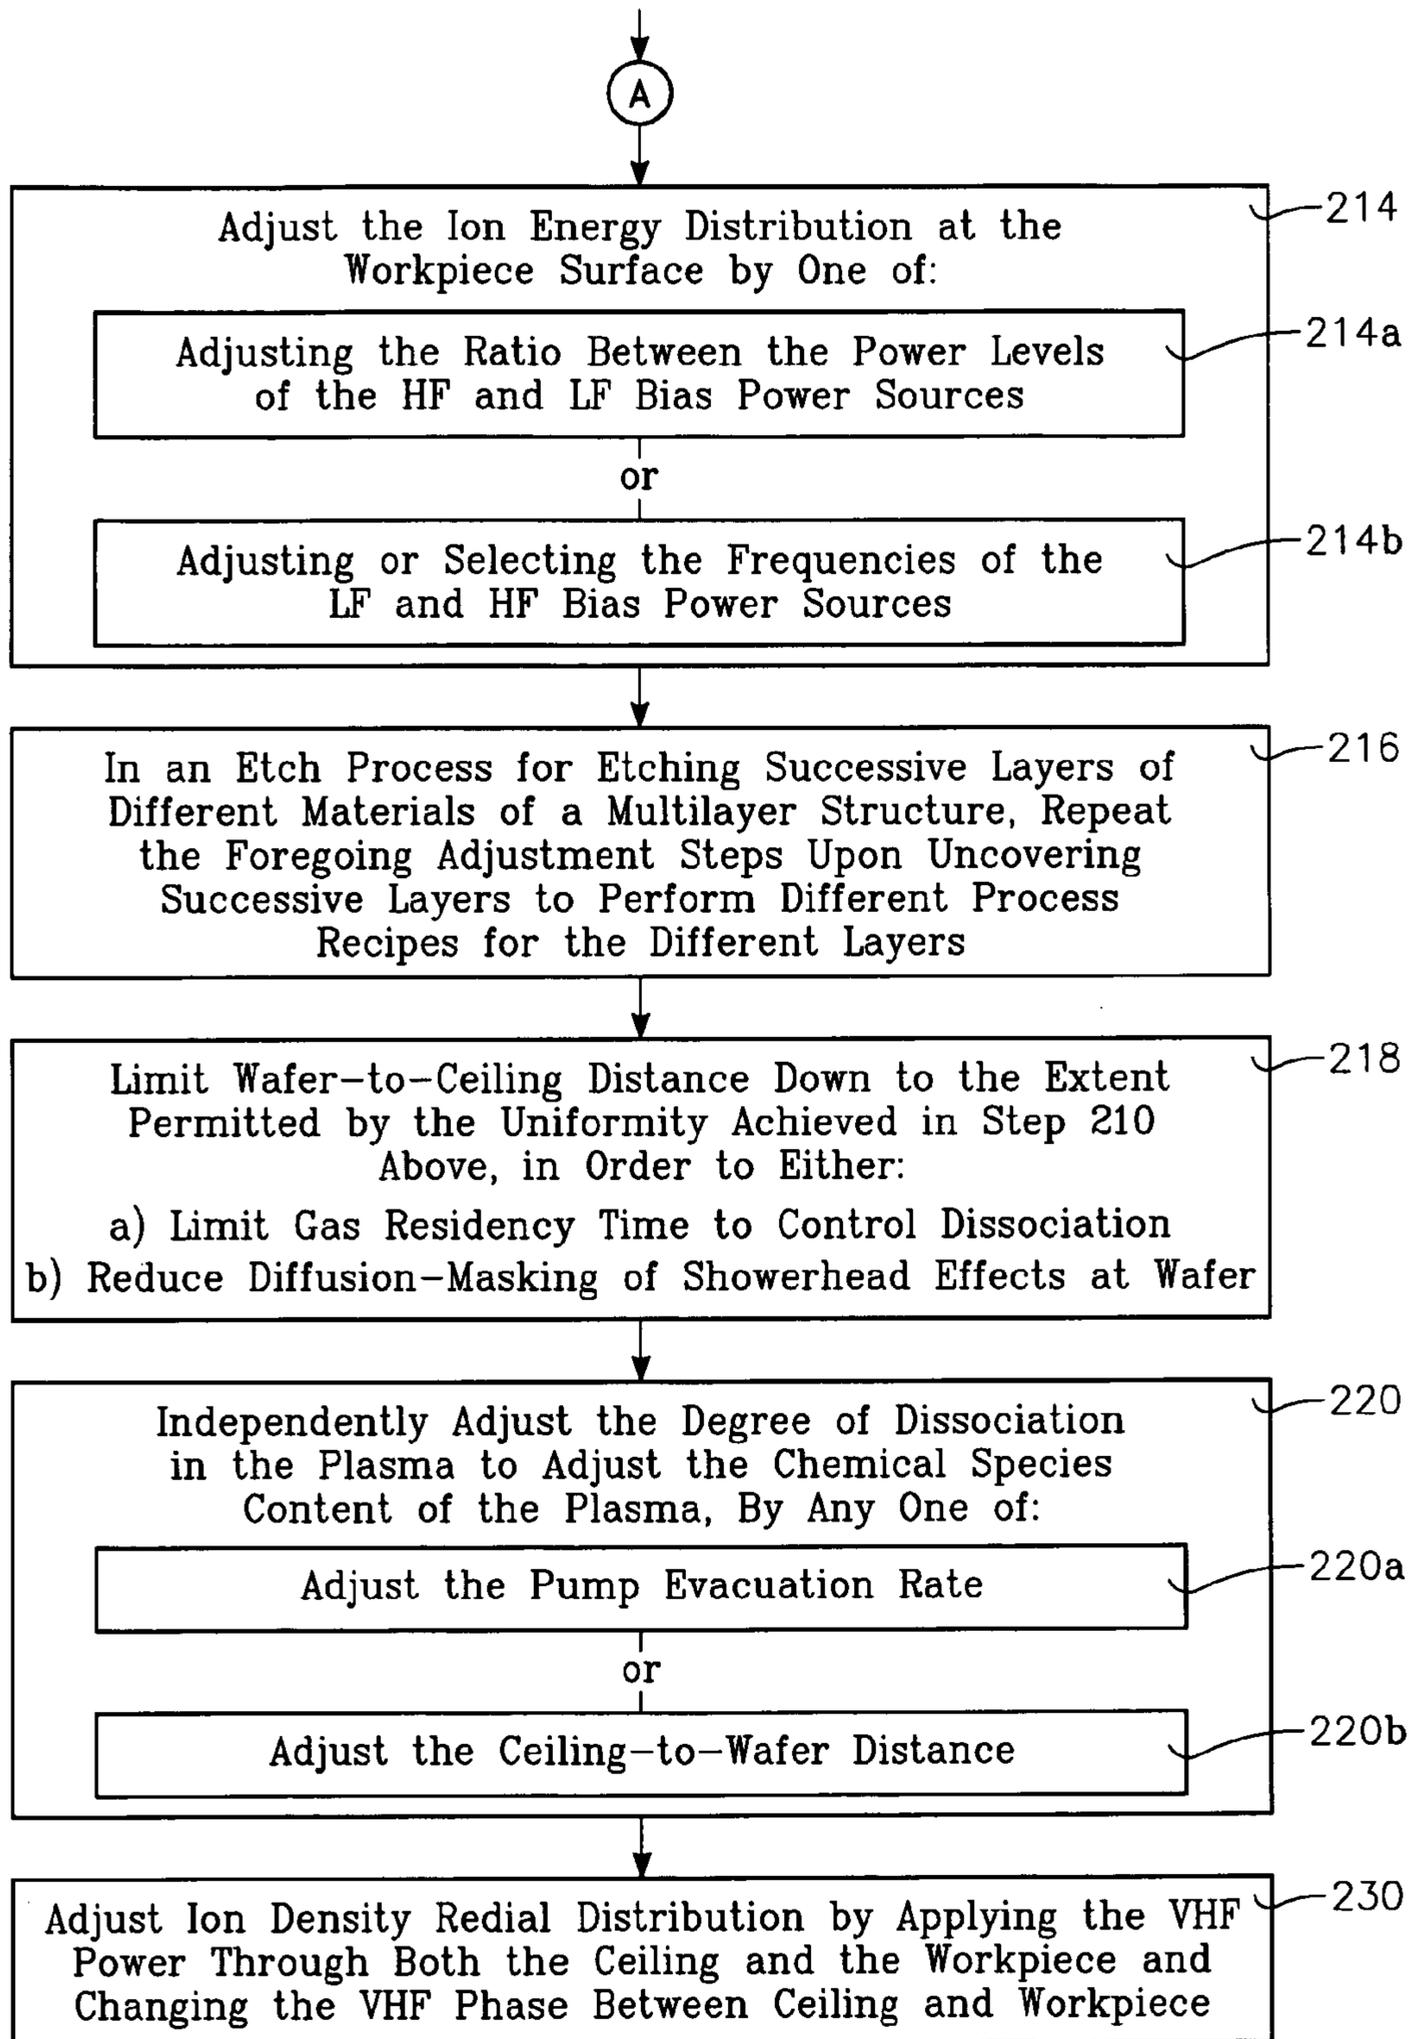 A
Adjust the Ion Energy Distribution at the
Workpiece Surface by One of:
214
Adjusting the Ratio Between the Power Levels
of the HF and LF Bias Power Sources
214a
or
Adjusting or Selecting the Frequencies of the
LF and HF Bias Power Sources
214b
In an Etch Process for Etching Successive Layers of
Different Materials of a Multilayer Structure, Repeat
the Foregoing Adjustment Steps Upon Uncovering
Successive Layers to Perform Different Process
Recipes for the Different Layers
216
Limit Wafer-to-Ceiling Distance Down to the Extent
Permitted by the Uniformity Achieved in Step 210
Above, in Order to Either:
a) Limit Gas Residency Time to Control Dissociation
b) Reduce Diffusion-Masking of Showerhead Effects at Wafer
218
Independently Adjust the Degree of Dissociation
in the Plasma to Adjust the Chemical Species
Content of the Plasma, By Any One of:
220
Adjust the Pump Evacuation Rate
220a
or
Adjust the Ceiling-to-Wafer Distance
220b
Adjust Ion Density Redial Distribution by Applying the VHF
Power Through Both the Ceiling and the Workpiece and
Changing the VHF Phase Between Ceiling and Workpiece
230